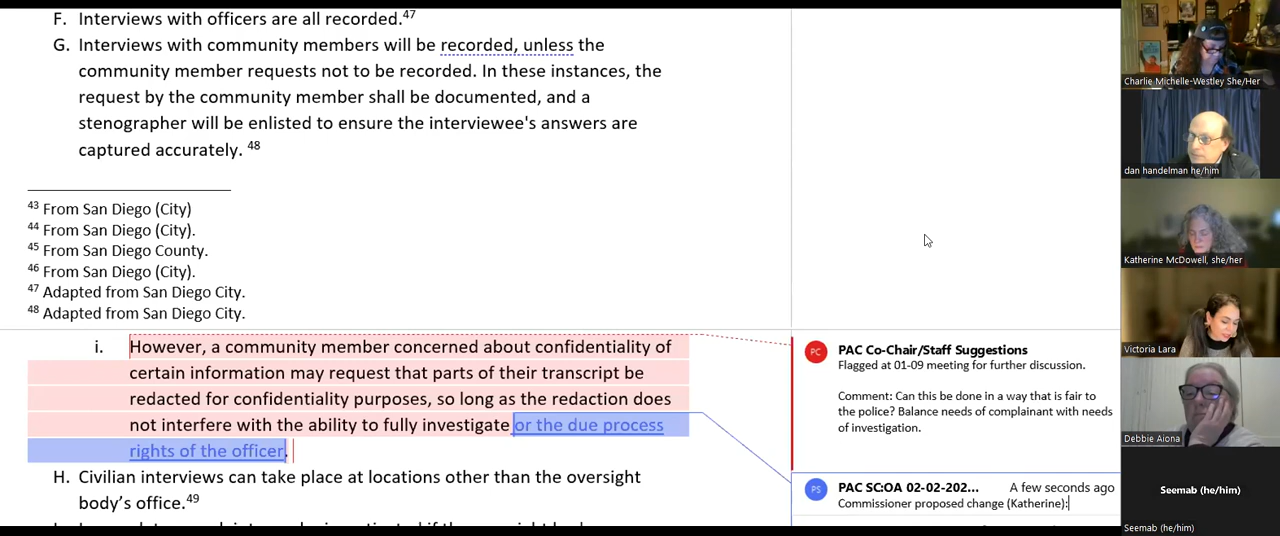 F. Interviews with officers are all recorded.47
G. Interviews with community members will be recorded, unless the
community member requests not to be recorded. In these instances, the
request by the community member shall be documented, and a
stenographer will be enlisted to ensure the interviewee's answers are
captured accurately. 48
43 From San Diego (City)
44 From San Diego (City).
45 From San Diego County.
46 From San Diego (City).
47 Adapted from San Diego City.
48 Adapted from San Diego City.
i. However, a community member concerned about confidentiality of
certain information may request that parts of their transcript be
redacted for confidentiality purposes, so long as the redaction does
not interfere with the ability to fully investigate or the due process
rights of the officer.
H. Civilian interviews can take place at locations other than the oversight
body's office.49
PC
PAC Co-Chair/Staff Suggestions
Flagged at 01-09 meeting for further discussion.
Comment: Can this be done in a way that is fair to
the police? Balance needs of complainant with needs
of investigation.
PS
PAC SC:OA 02-02-202... A few seconds ago
Commissioner proposed change (Katherine):
Charlie Michelle-Westley She/Her
dan handelman he/him
Katherine McDowell, she/her
Victoria Lara
Debbie Aiona
Seemab (he/him)
Seemab (he/him)